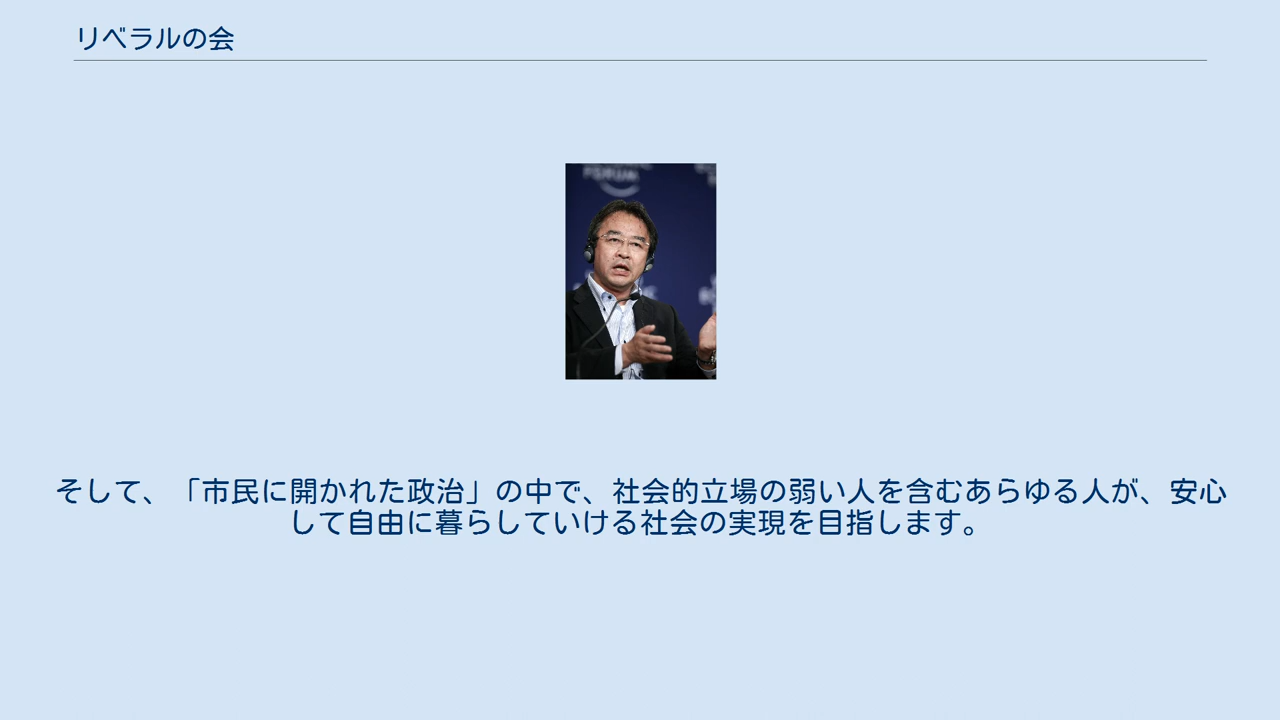 リベラルの会
FORUM
そして、「市民に開かれた政治」の中で、社会的立場の弱い人を含むあらゆる人が、安心
して自由に暮らしていける社会の実現を目指します。